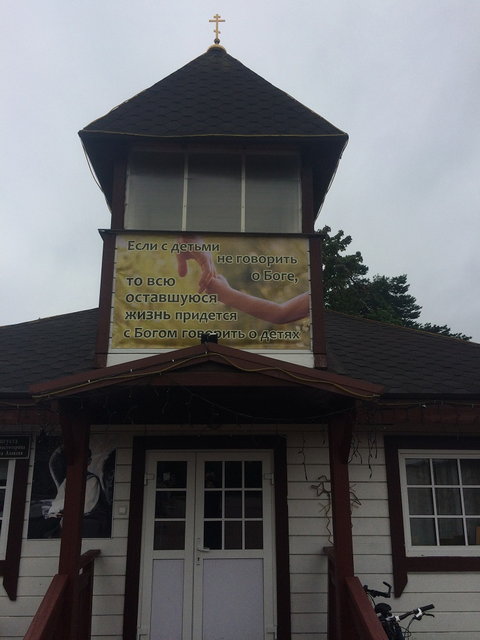 Если с детьми
не говорить
о Боге,
то всю
оставшуюся
жизнь придется
с Богом говорить о детях